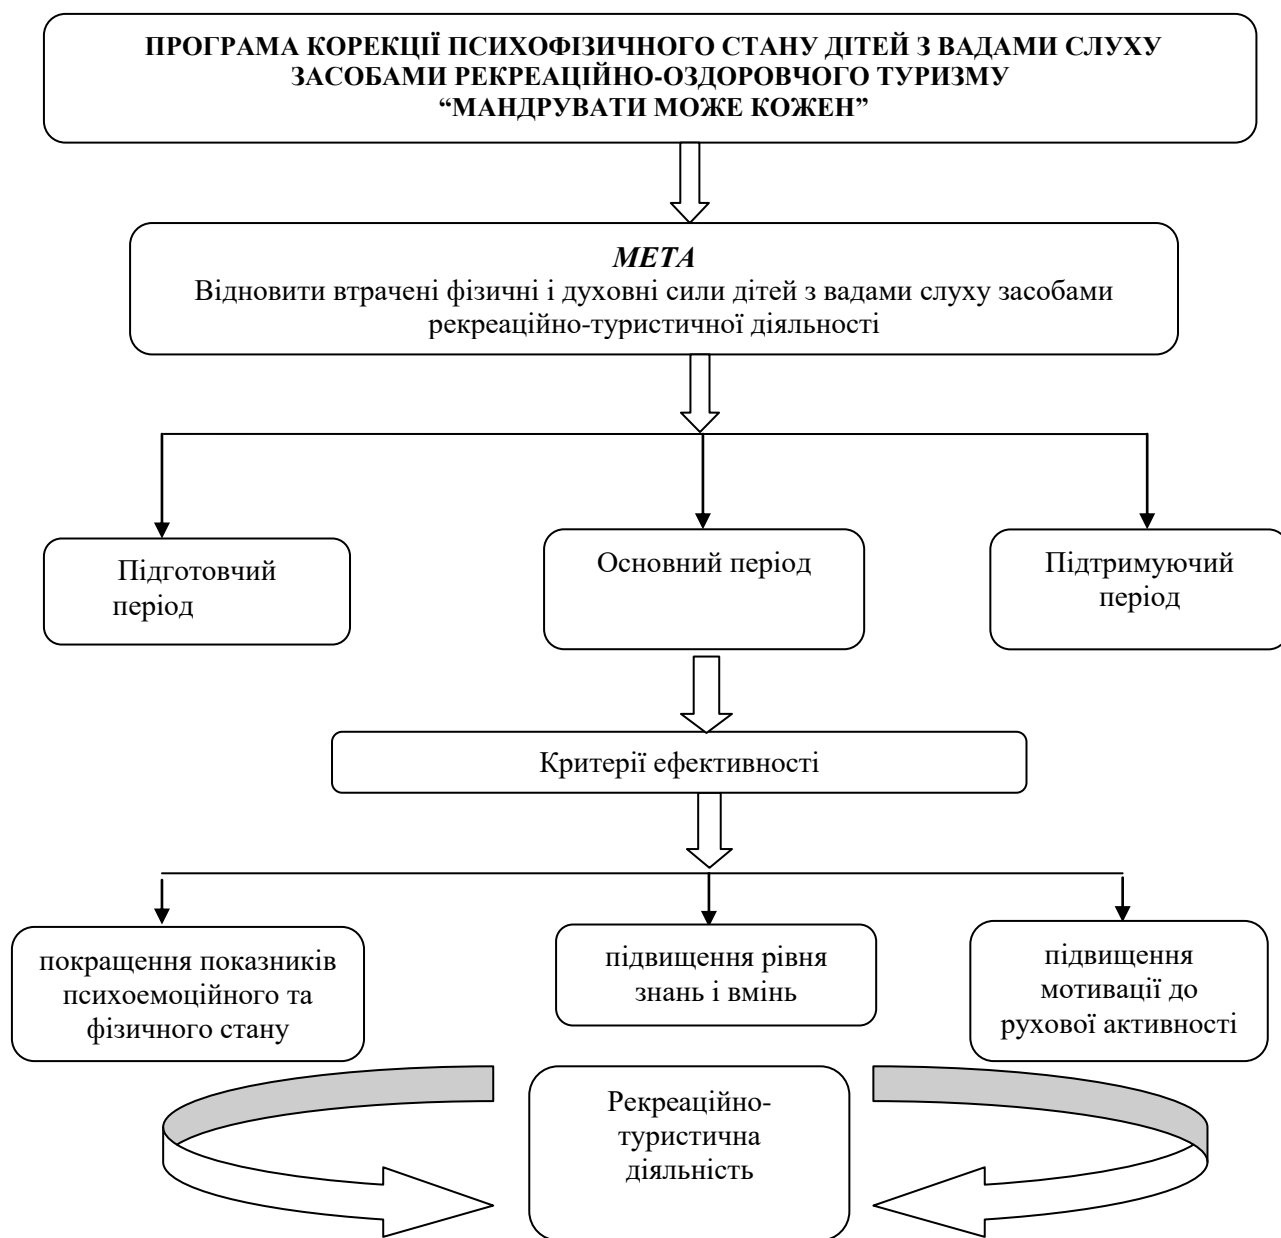 ПРОГРАМА КОРЕКЦІЇ ПСИХОФІЗИЧНОГО СТАНУ ДІТЕЙ З ВАДАМИ СЛУХУ
ЗАСОБАМИ РЕКРЕАЦІЙНО-ОЗДОРОВЧОГО ТУРИЗМУ
“МАНДРУВАТИ МОЖЕ КОЖЕН”
МЕТА
Відновити втрачені фізичні і духовні сили дітей з вадами слуху засобами
рекреаційно-туристичної діяльності
Підготовчий
період
Основний період
Підтримуючий
період
Критерії ефективності
покращення показників
психоемоційного та
фізичного стану
підвищення рівня
знань і вмінь
підвищення
мотивації до
рухової активності
Рекреаційно-
туристична
діяльність